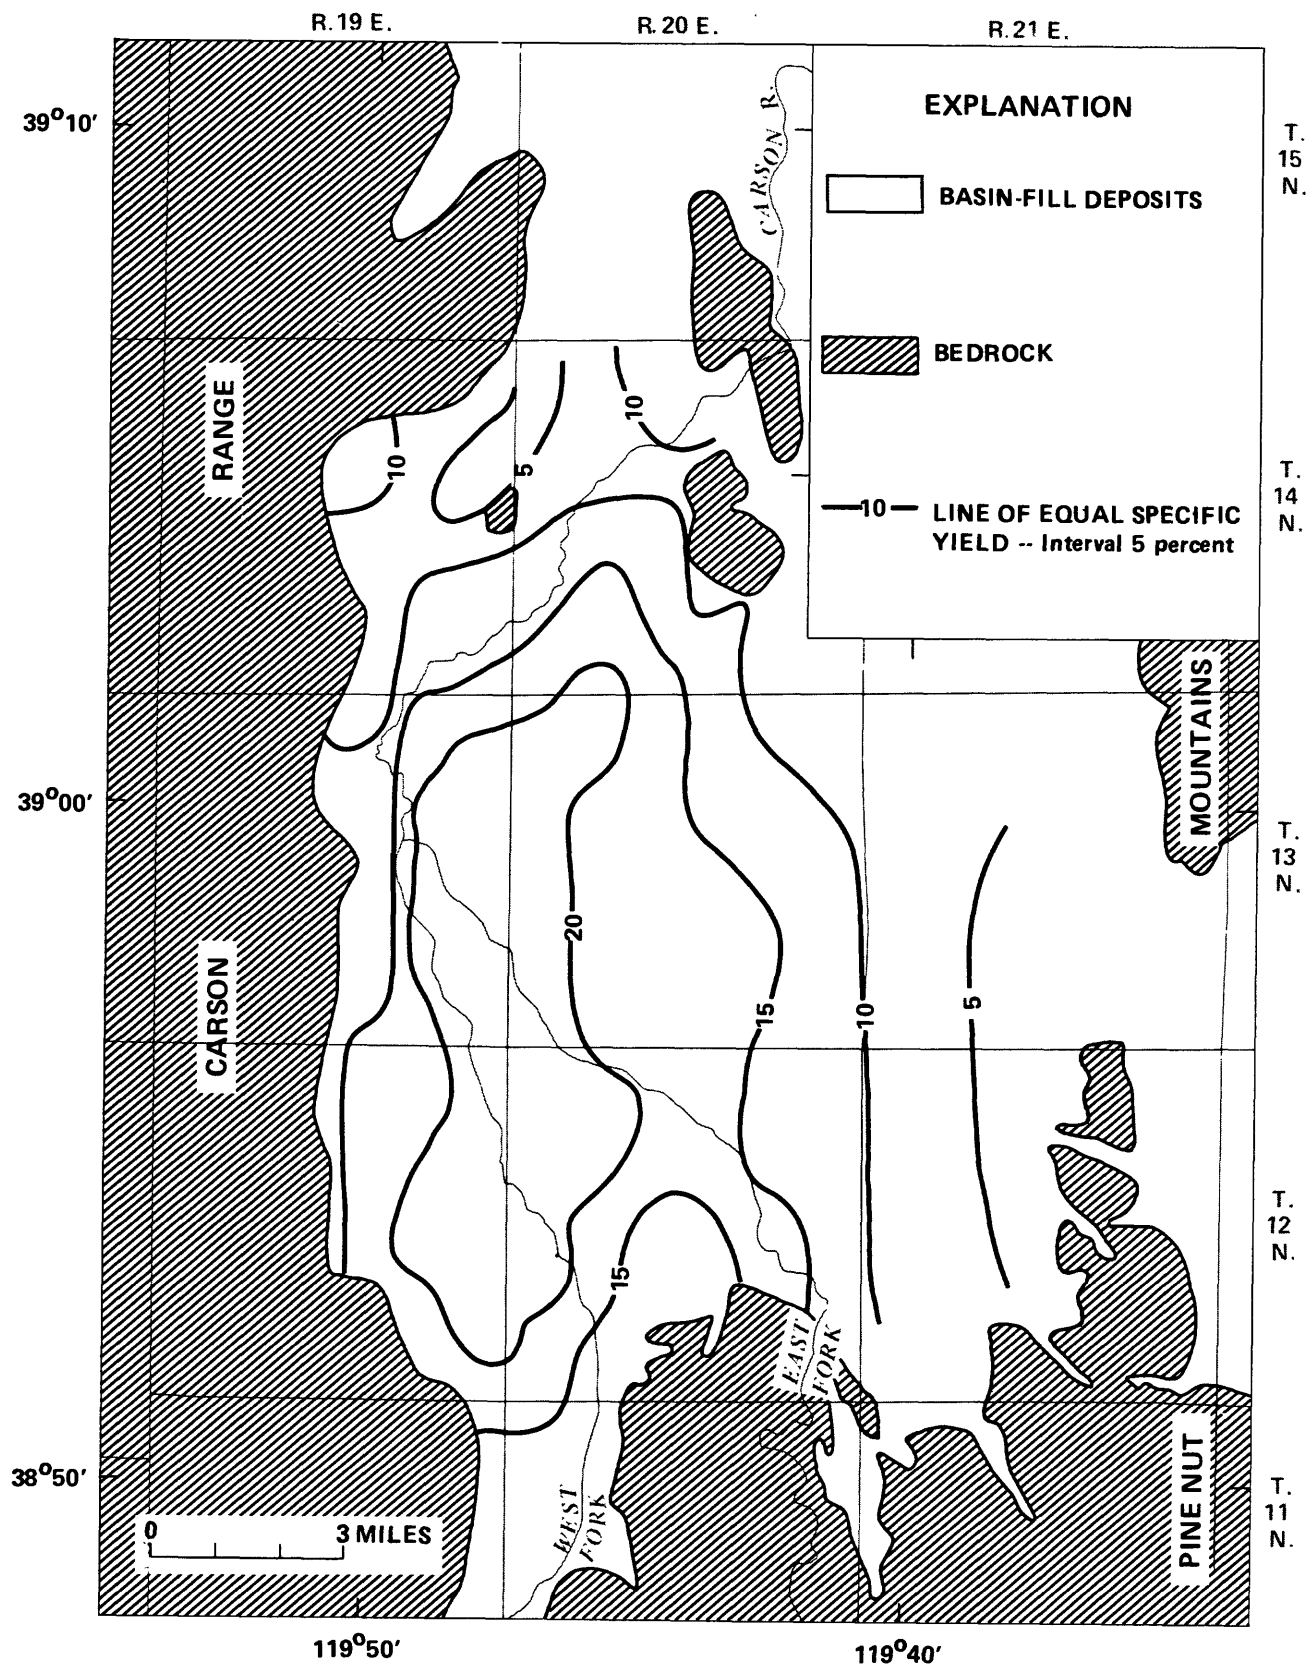 R. 19 E.
R. 20 E.
R. 21 E.
39°10'
T.
15
N.
CARSON R.
EXPLANATION
BASIN-FILL DEPOSITS
BEDROCK
10
LINE OF EQUAL SPECIFIC
YIELD -- Interval 5 percent
RANGE
10
5
10
T.
14
N.
MOUNTAINS
39°00'
T.
13
N.
CARSON
20
15
10
5
T.
12
N.
15
EAST
FORK
38°50'
WEST
FORK
PINE NUT
T.
11
N.
0
3 MILES
119°50'
119°40'